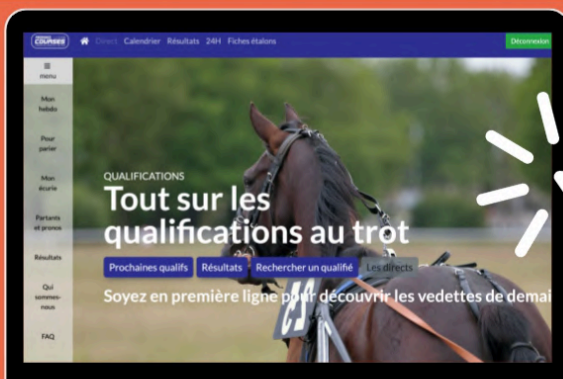 COURSES
Direct Calendrier Résultats 24H Fiches étalons
Déconnexion
menu
Mon
hebdo
Pour
parier
Mon
écurie
Partants
et pronos
Résultats
Qui
sommes-
nous
FAQ
QUALIFICATIONS
Tout sur les
qualifications au trot
Prochaines qualifs Résultats Rechercher un qualifié Les directs
Soyez en première ligne pour découvrir les vedettes de demai